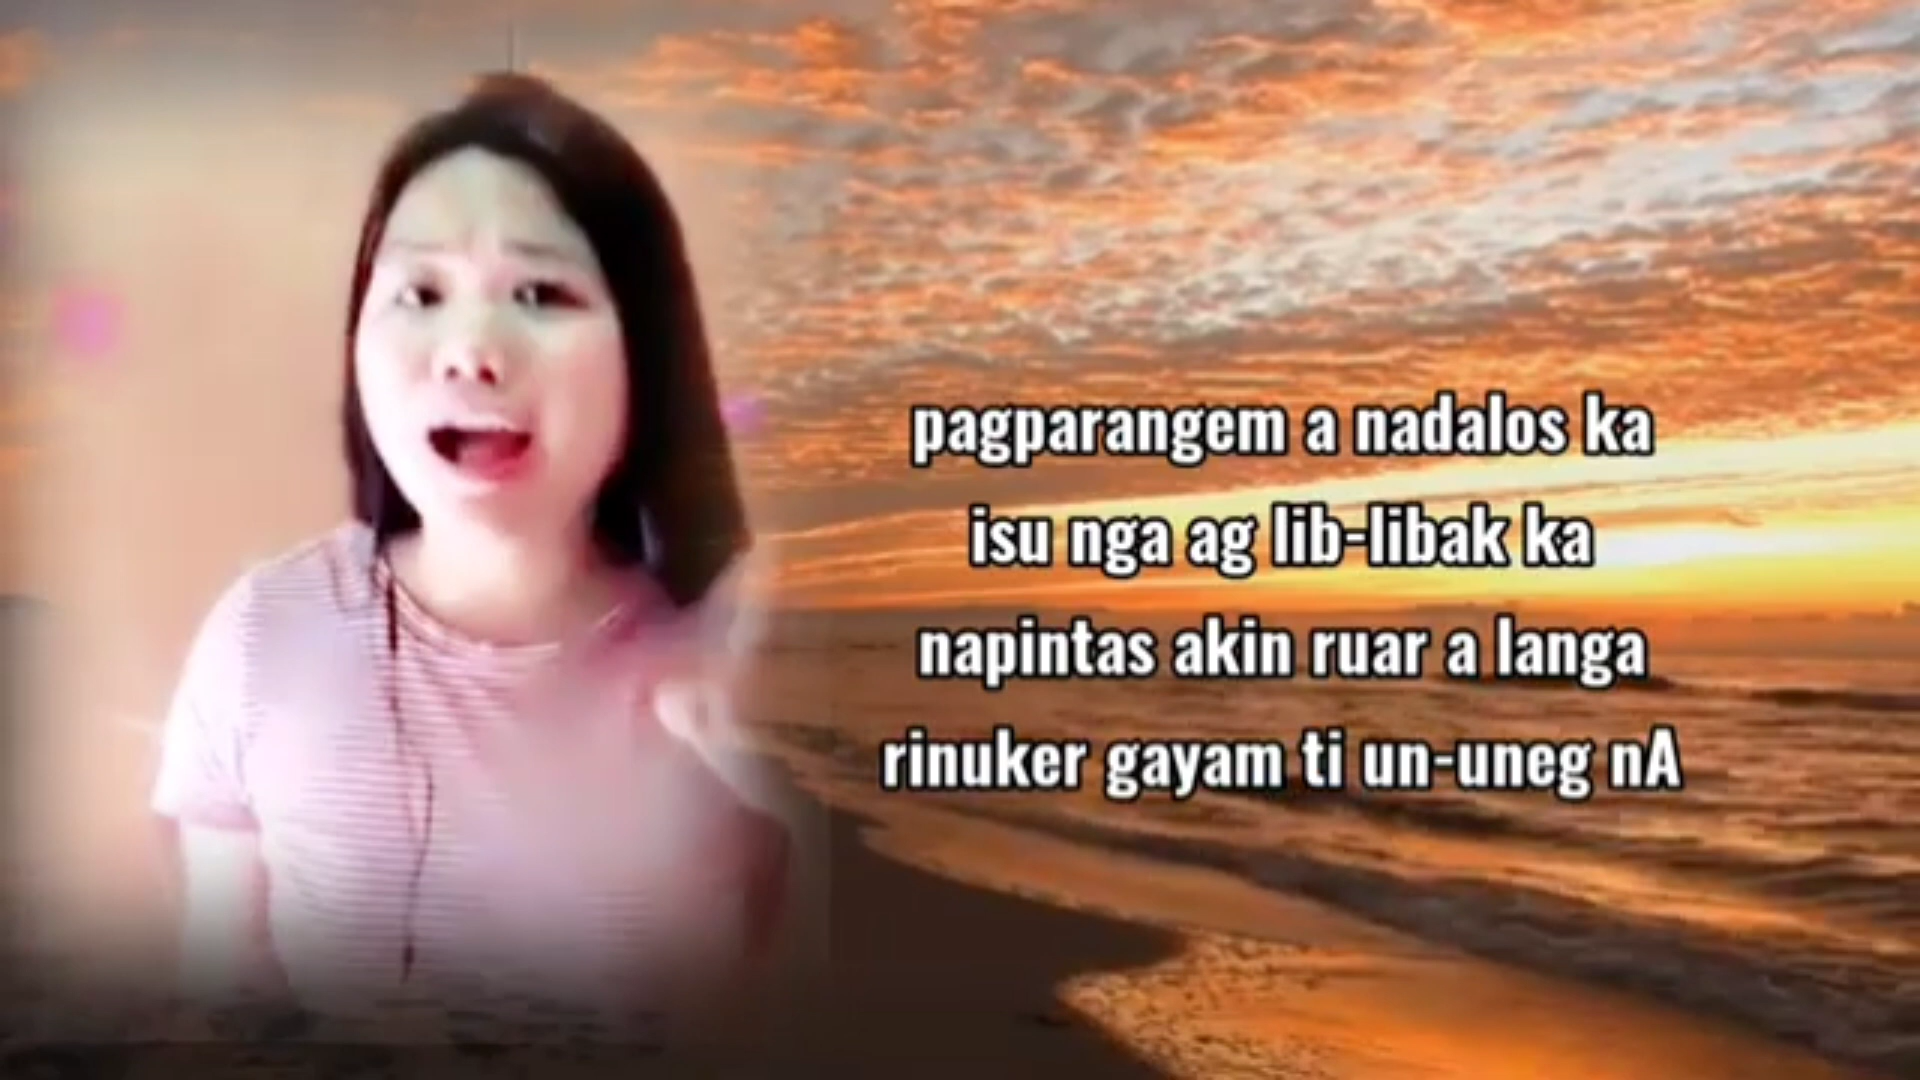 pagparangem a nadalos ka
isu nga ag lib-libak ka
napintas akin ruar a langa
rinuker gayam ti un-uneg nA